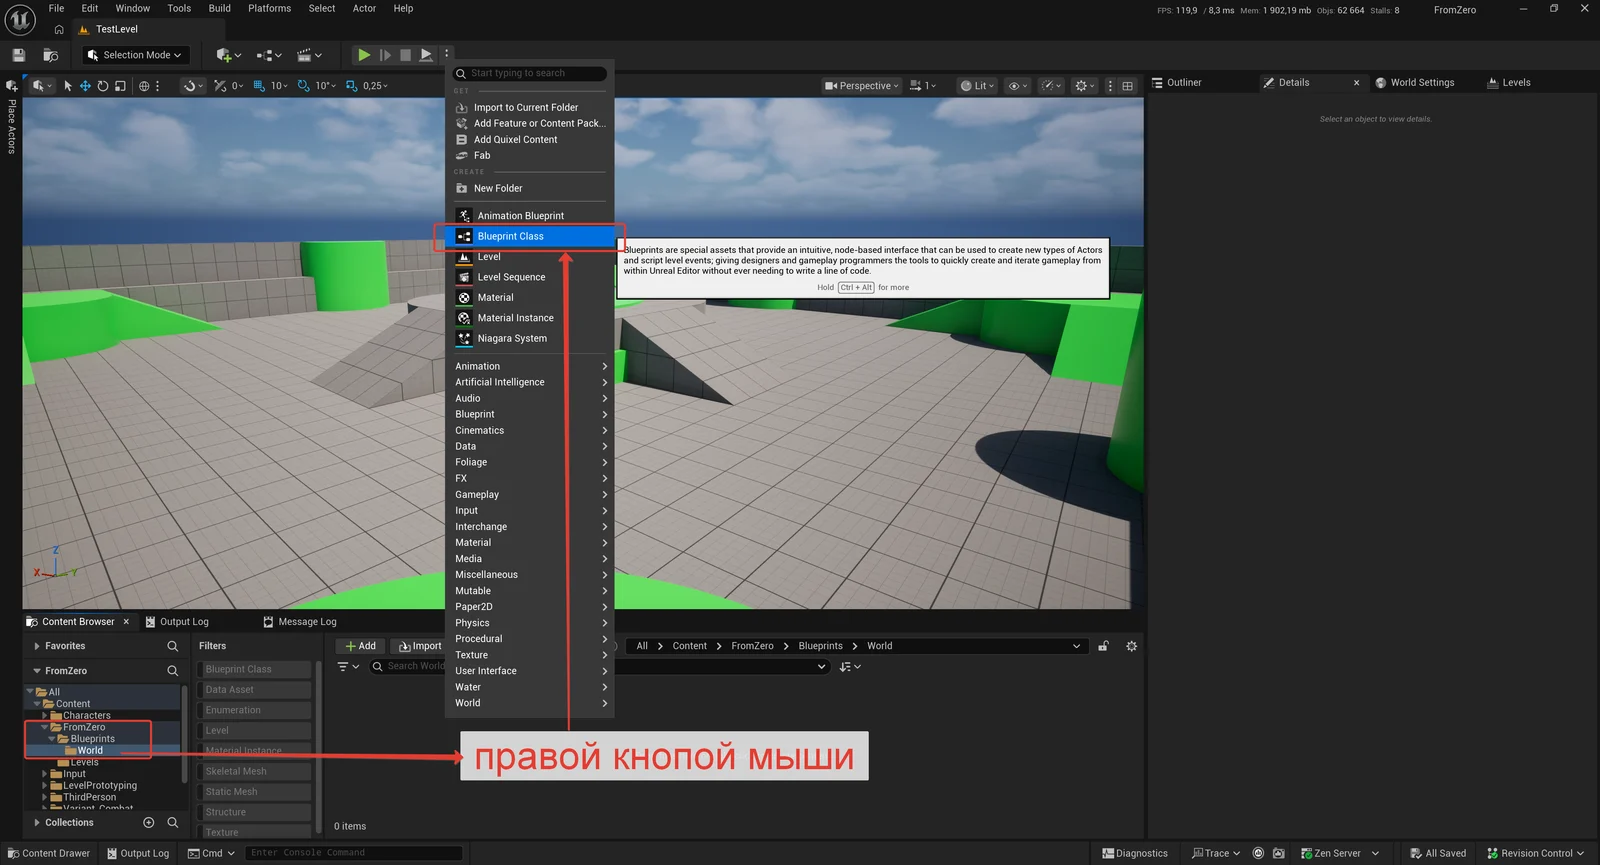 File Edit Window Tools Build Platforms Select Actor Help
FPS: 119,9 / 8,3 ms Mem: 1 902,19 mb Objs: 62 664 Stalls: 8
FromZero
TestLevel
Selection Mode
Place Actors
0 10 10° 0,25
Perspective 1 Lit
Start typing to search
GET
Import to Current Folder
Add Feature or Content Pack...
Add Quixel Content
Fab
CREATE
New Folder
Animation Blueprint
Blueprint Class
Level
Level Sequence
Material
Material Instance
Niagara System
Animation
Artificial Intelligence
Audio
Blueprint
Cinematics
Data
Foliage
FX
Gameplay
Input
Interchange
Material
Media
Miscellaneous
Mutable
Paper2D
Physics
Procedural
Texture
User Interface
Water
World
Blueprints are special assets that provide an intuitive, node-based interface that can be used to create new types of Actors
and script level events; giving designers and gameplay programmers the tools to quickly create and iterate gameplay from
within Unreal Editor without ever needing to write a line of code.
Hold Ctrl + Alt for more
Outliner
Details
World Settings
Levels
Select an object to view details.
Z
X Y
Content Browser
Output Log
Message Log
Favorites
FromZero
All
Content
Characters
FromZero
Blueprints
World
Levels
Input
LevelPrototyping
ThirdPerson
Variant_Combat
Collections
Filters
Blueprint Class
Data Asset
Enumeration
Level
Material Instance
Skeletal Mesh
Static Mesh
Structure
Texture
Add Import
All Content FromZero Blueprints World
Search World
правой кнопой мыши
0 items
Content Drawer Output Log Cmd Enter Console Command
Diagnostics Trace Zen Server All Saved Revision Control